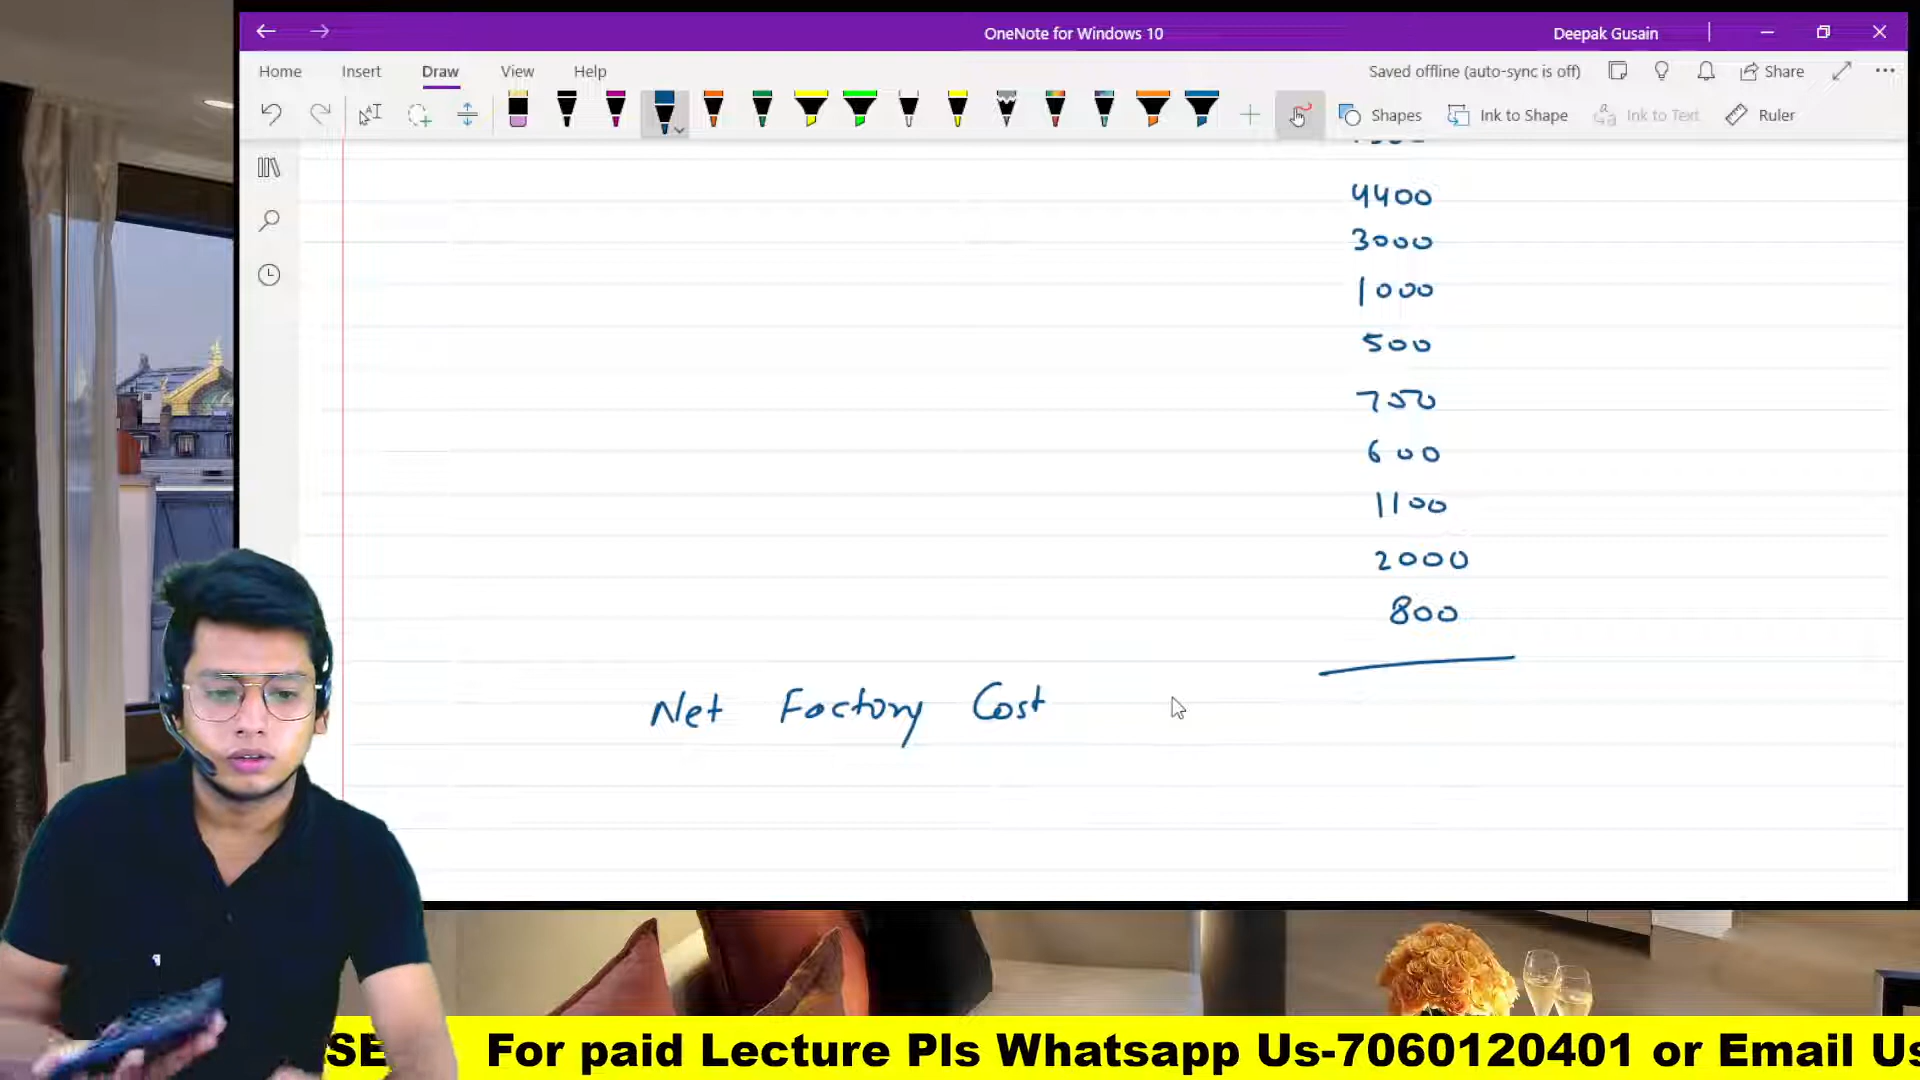 OneNote for Windows 10
Deepak Gusain
Home Insert Draw View Help
Saved offline (auto-sync is off)
Share
Shapes
Ink to Shape
Ink to Text
Ruler
4400
3000
1000
500
750
600
1100
2000
800
Net Factory Cost
SE For paid Lecture Pls Whatsapp Us-7060120401 or Email Us